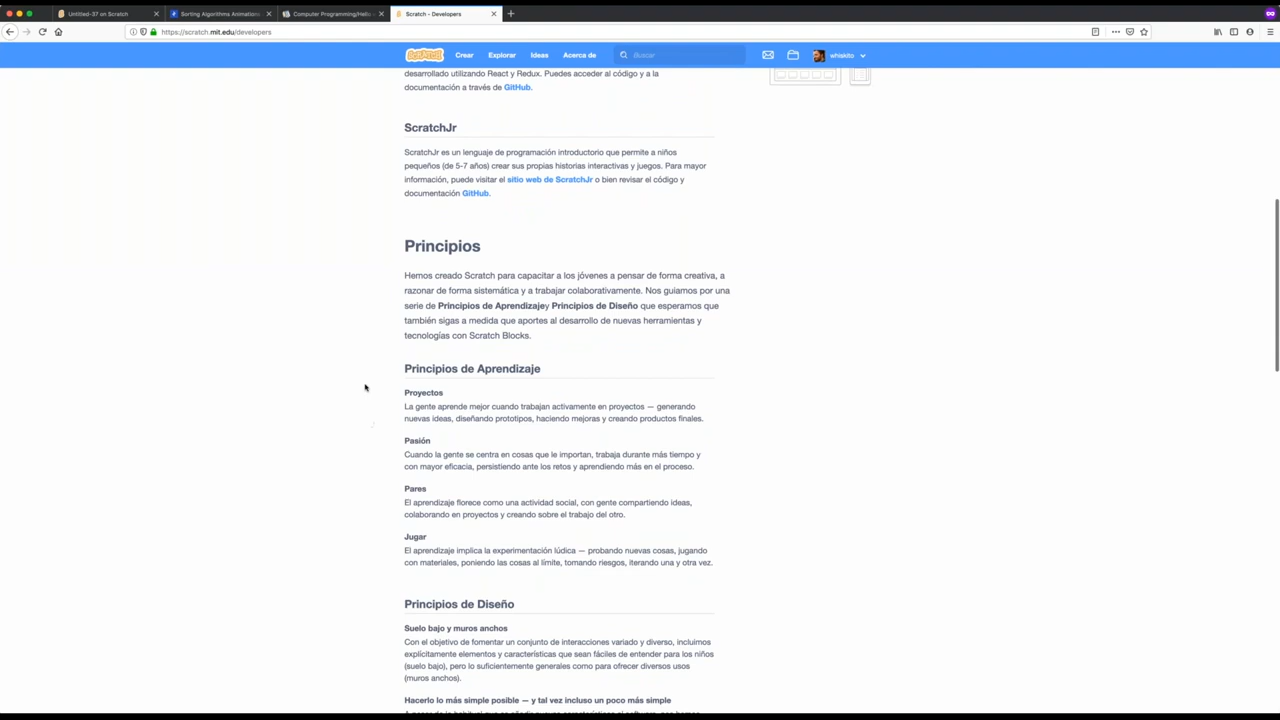 Untitled-37 on Scratch
Sorting Algorithms Animations
Computer Programming/Hello
Scratch - Developers
https://scratch.mit.edu/developers
SCRATCH
Crear
Explorar
Ideas
Acerca de
Buscar
whiskito
desarrollado utilizando React y Redux. Puedes acceder al código y a la
documentación a través de GitHub.
ScratchJr
ScratchJr es un lenguaje de programación introductorio que permite a niños
pequeños (de 5-7 años) crear sus propias historias interactivas y juegos. Para mayor
información, puede visitar el sitio web de ScratchJr o bien revisar el código y
documentación GitHub.
Principios
Hemos creado Scratch para capacitar a los jóvenes a pensar de forma creativa, a
razonar de forma sistemática y a trabajar colaborativamente. Nos guiamos por una
serie de Principios de Aprendizajey Principios de Diseño que esperamos que
también sigas a medida que aportes al desarrollo de nuevas herramientas y
tecnologías con Scratch Blocks.
Principios de Aprendizaje
Proyectos
La gente aprende mejor cuando trabajan activamente en proyectos — generando
nuevas ideas, diseñando prototipos, haciendo mejoras y creando productos finales.
Pasión
Cuando la gente se centra en cosas que le importan, trabaja durante más tiempo y
con mayor eficacia, persistiendo ante los retos y aprendiendo más en el proceso.
Pares
El aprendizaje florece como una actividad social, con gente compartiendo ideas,
colaborando en proyectos y creando sobre el trabajo del otro.
Jugar
El aprendizaje implica la experimentación lúdica — probando nuevas cosas, jugando
con materiales, poniendo las cosas al límite, tomando riesgos, iterando una y otra vez.
Principios de Diseño
Suelo bajo y muros anchos
Con el objetivo de fomentar un conjunto de interacciones variado y diverso, incluimos
explícitamente elementos y características que sean fáciles de entender para los niños
(suelo bajo), pero lo suficientemente generales como para ofrecer diversos usos
(muros anchos).
Hacerlo lo más simple posible — y tal vez incluso un poco más simple